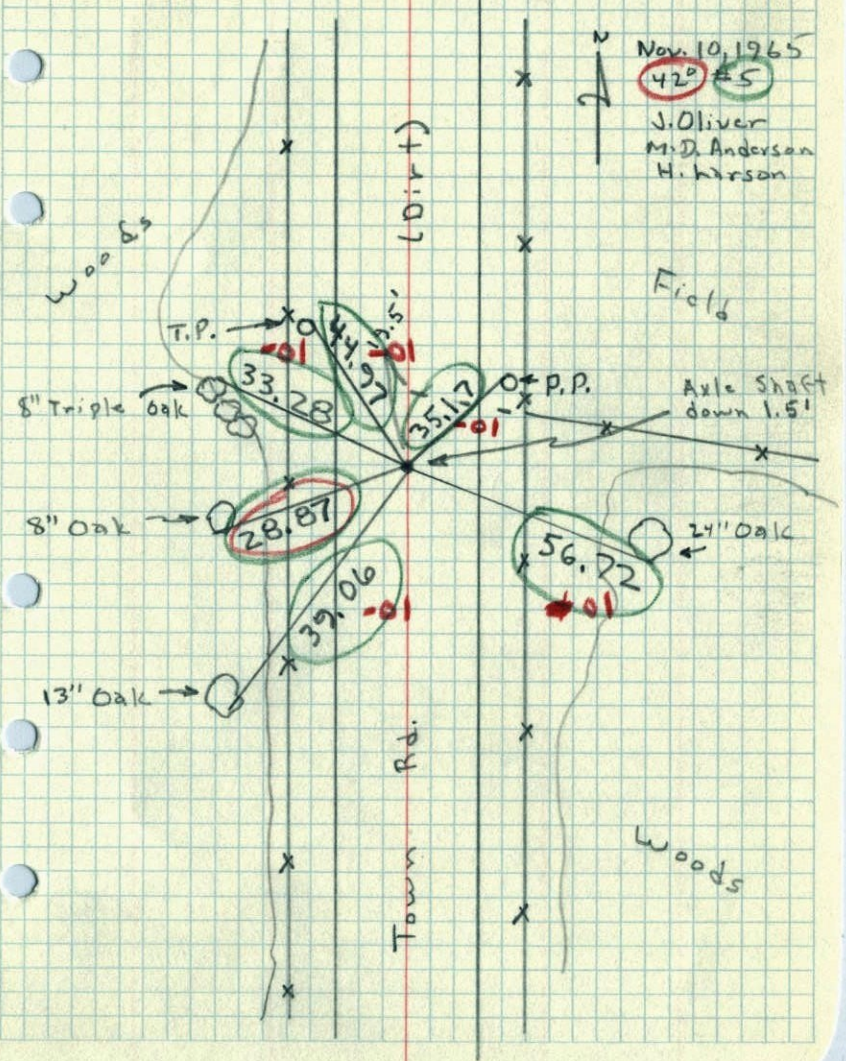 N
Nov. 10, 1965
42° #5
J. Oliver
M. D. Anderson
H. Larson
(Dirt)
Woods
Field
T.P.
44.97
-01
-01
33.28
35.17
-01
P.P.
Axle Shaft
down 1.5'
8" Triple Oak
8" Oak
28.87
24" Oak
56.72
01
39.06
-01
13" Oak
Town Rd.
Woods